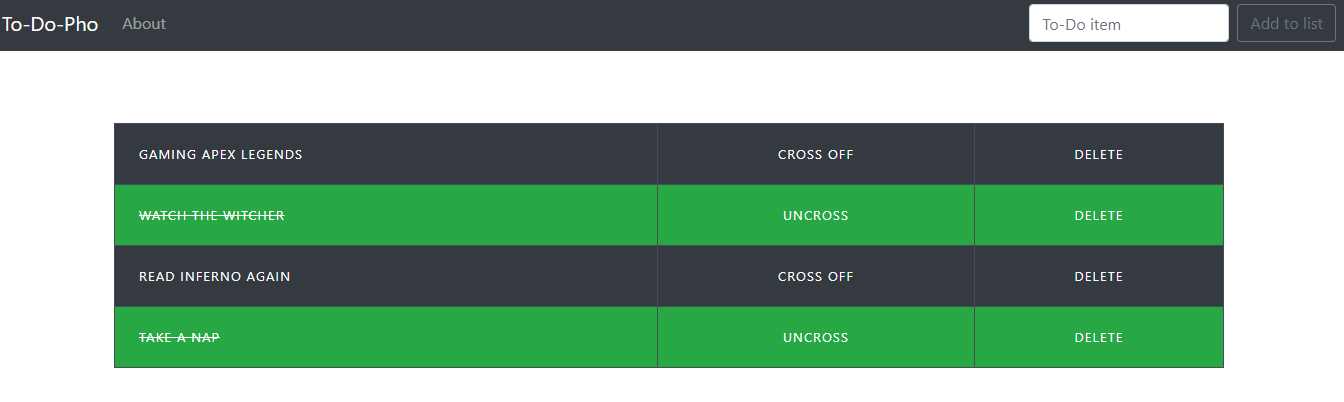 To-Do-Pho About To-Do item Add to list
GAMING APEX LEGENDS CROSS OFF DELETE
WATCH THE WITCHER UNCROSS DELETE
READ INFERNO AGAIN CROSS OFF DELETE
TAKE A NAP UNCROSS DELETE